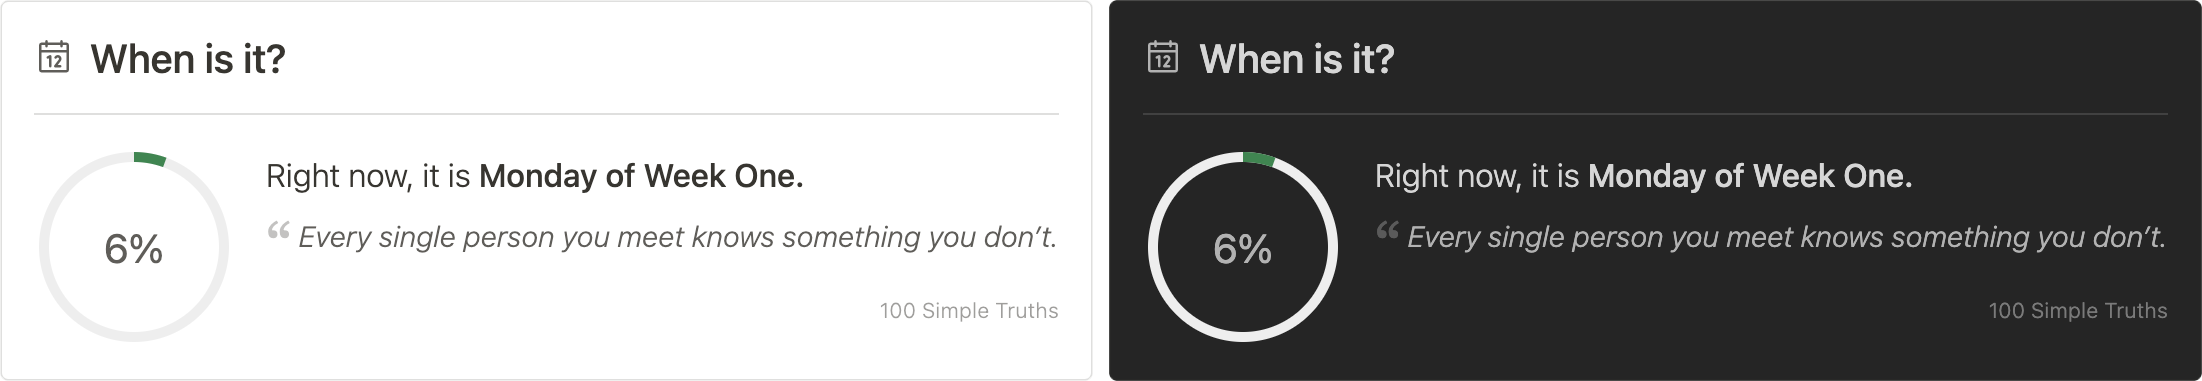 12 When is it?
6%
Right now, it is Monday of Week One.
“ Every single person you meet knows something you don’t.
100 Simple Truths
12 When is it?
6%
Right now, it is Monday of Week One.
“ Every single person you meet knows something you don’t.
100 Simple Truths